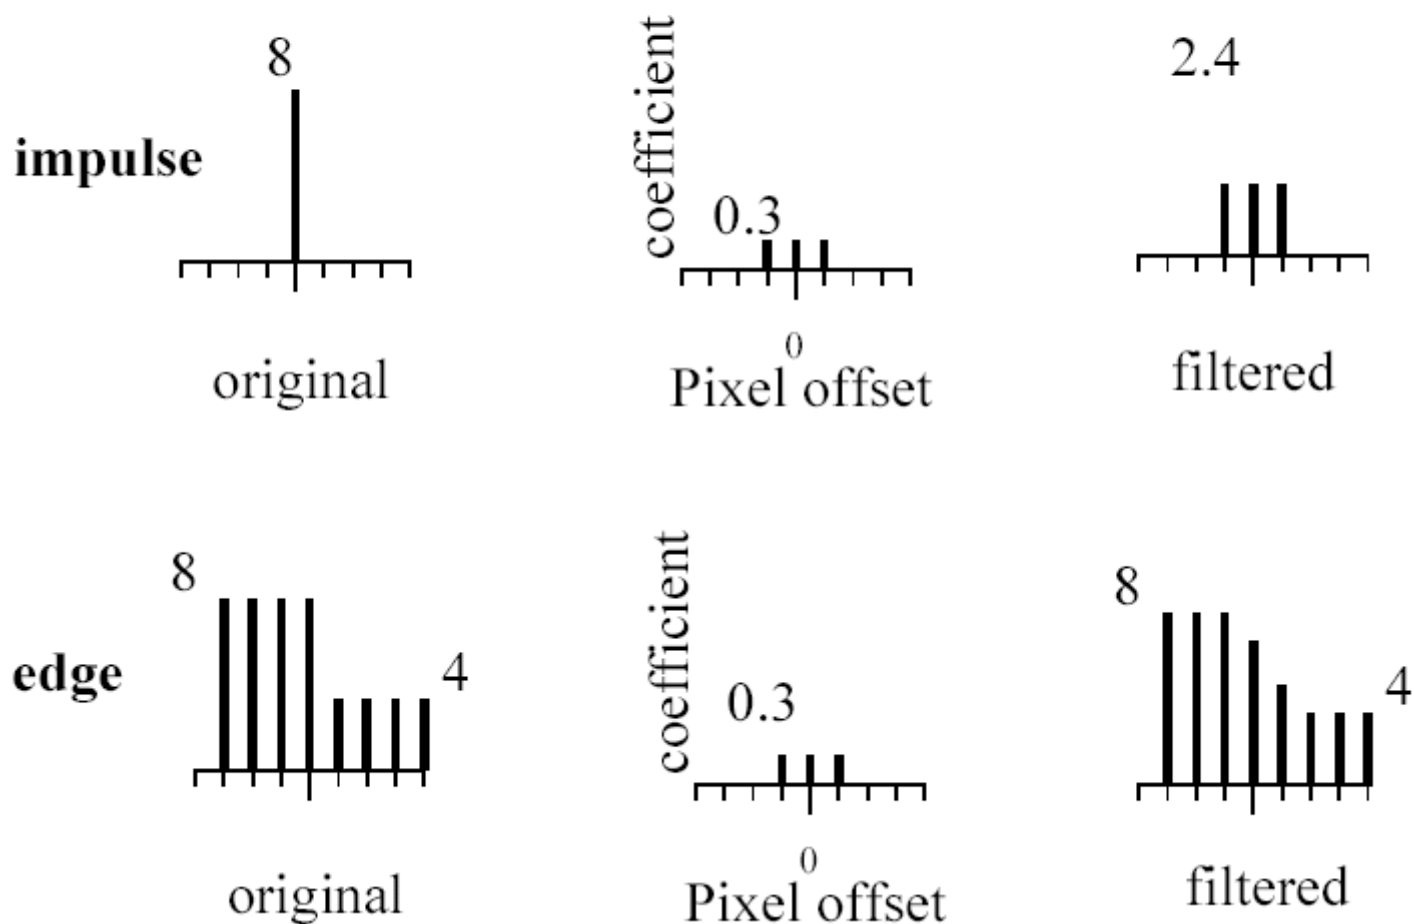 8
coefficient
2.4
impulse
0.3
0
original
Pixel offset
filtered
8
coefficient
8
edge
4
0.3
4
0
original
Pixel offset
filtered